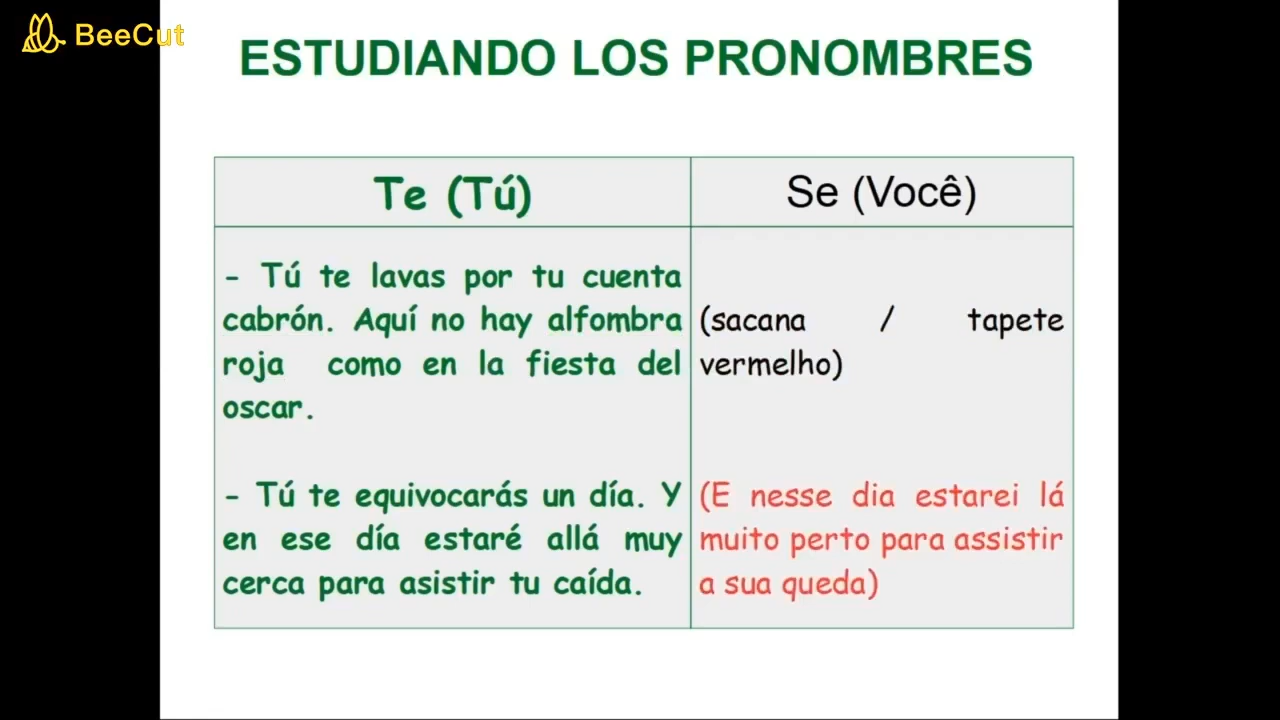 BeeCut
ESTUDIANDO LOS PRONOMBRES
Te (Tú)
Se (Você)
- Tú te lavas por tu cuenta
cabrón. Aquí no hay alfombra
roja como en la fiesta del
oscar.
(sacana / tapete
vermelho)
- Tú te equivocarás un día. Y
en ese día estaré allá muy
cerca para asistir tu caída.
(E nesse dia estarei lá
muito perto para assistir
a sua queda)